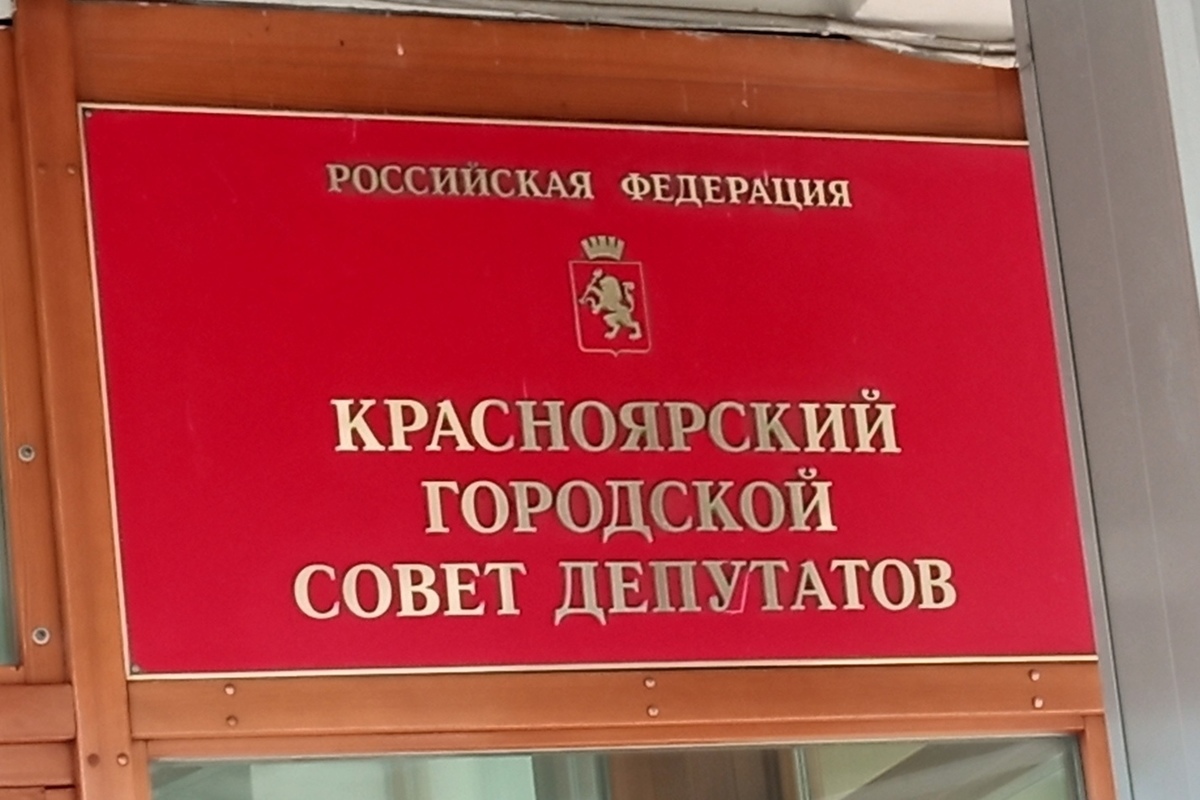 РОССИЙСКАЯ ФЕДЕРАЦИЯ
КРАСНОЯРСКИЙ
ГОРОДСКОЙ
СОВЕТ ДЕПУТАТОВ